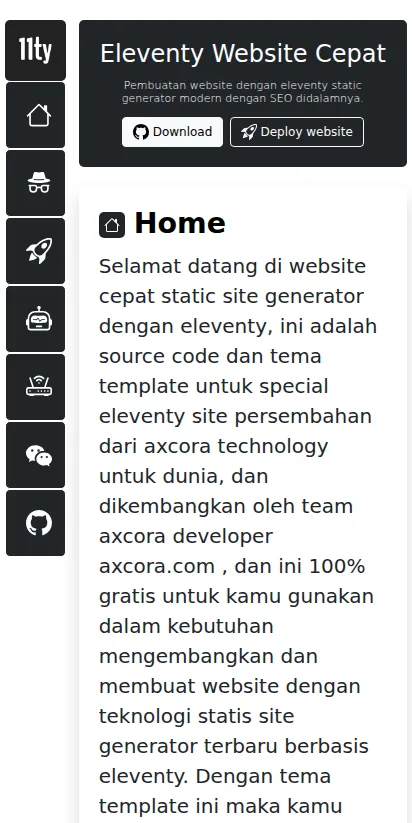 11ty
Eleventy Website Cepat
Pembuatan website dengan eleventy static
generator modern dengan SEO didalamnya.
Download
Deploy website
Home
Selamat datang di website
cepat static site generator
dengan eleventy, ini adalah
source code dan tema
template untuk special
eleventy site persembahan
dari axcora technology
untuk dunia, dan
dikembangkan oleh team
axcora developer
axcora.com , dan ini 100%
gratis untuk kamu gunakan
dalam kebutuhan
mengembangkan dan
membuat website dengan
teknologi statis site
generator terbaru berbasis
eleventy. Dengan tema
template ini maka kamu